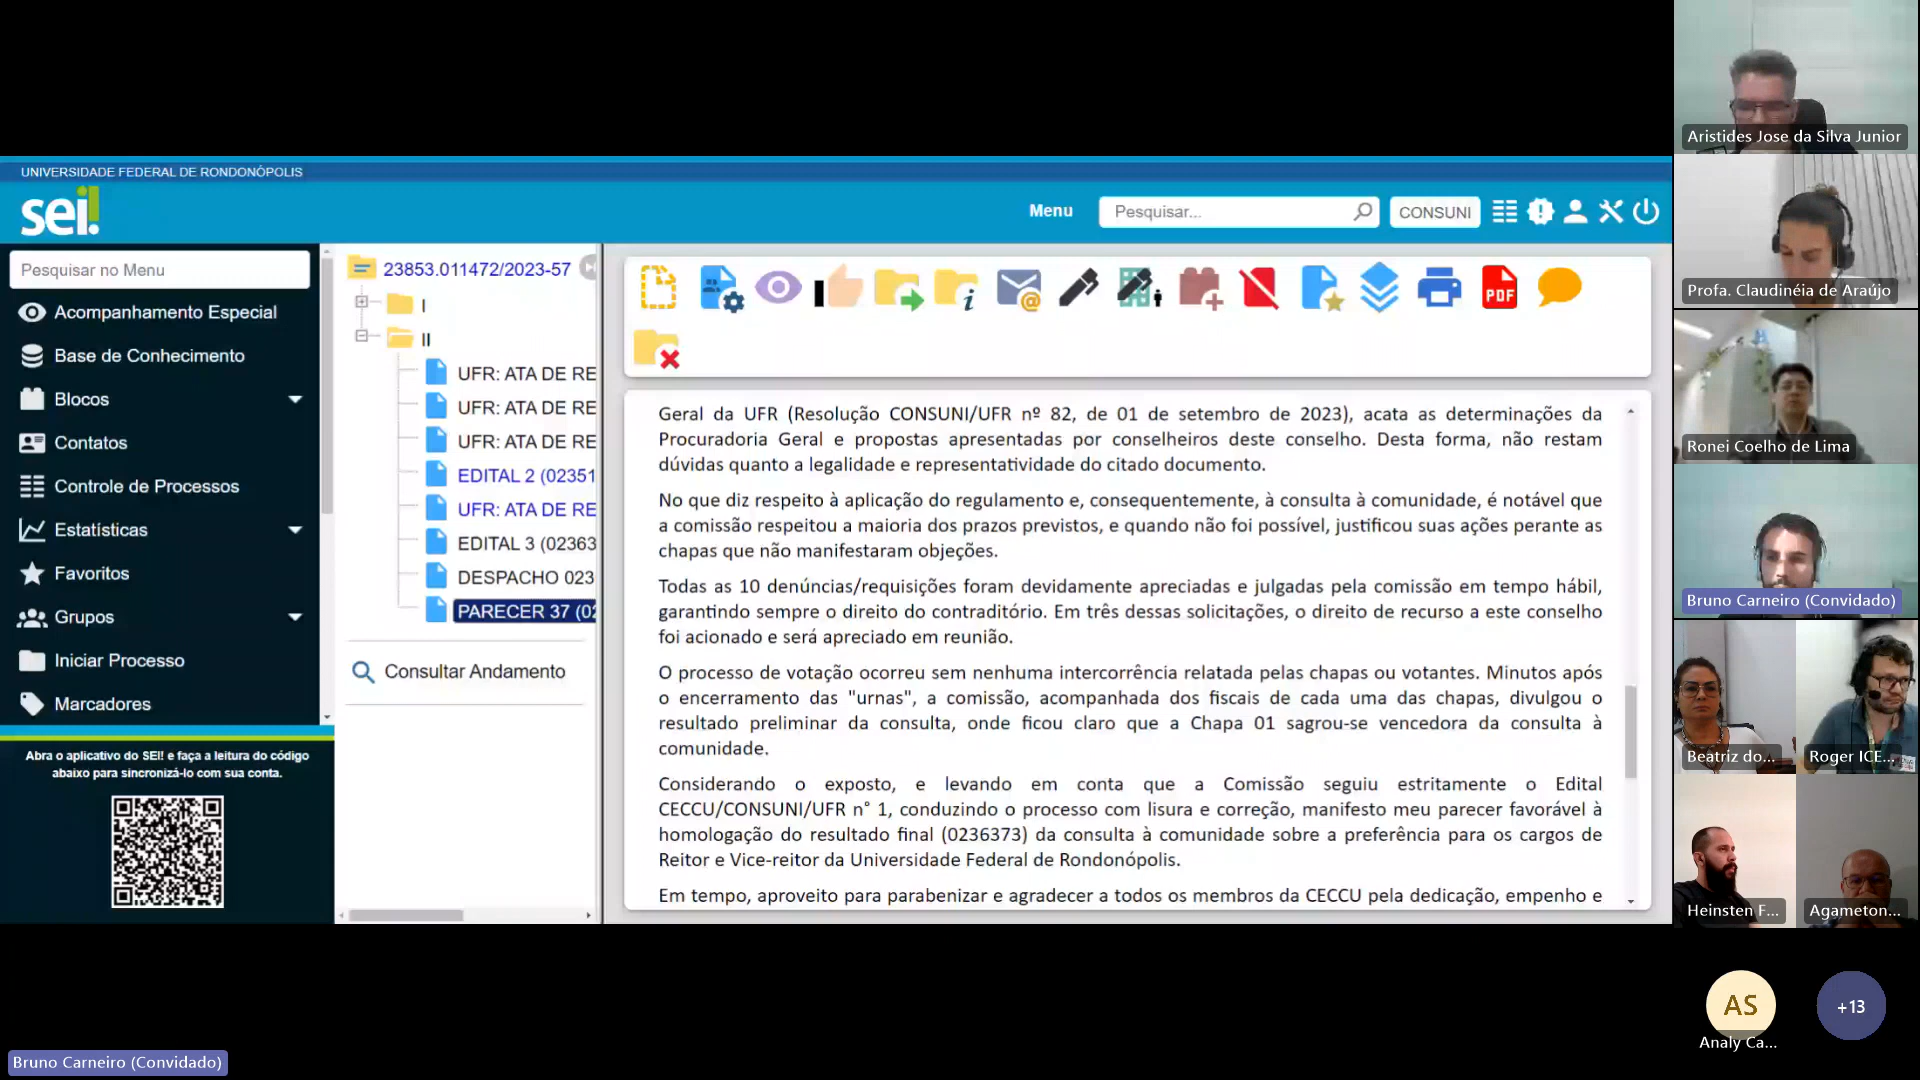 UNIVERSIDADE FEDERAL DE RONDONÓPOLIS
sei!
Menu
Pesquisar...
CONSUNI
Pesquisar no Menu
Acompanhamento Especial
Base de Conhecimento
Blocos
Contatos
Controle de Processos
Estatísticas
Favoritos
Grupos
Iniciar Processo
Marcadores
Abra o aplicativo do SEI! e faça a leitura do código
abaixo para sincronizá-lo com sua conta.
23853.011472/2023-57
I
II
UFR: ATA DE RE
UFR: ATA DE RE
UFR: ATA DE RE
EDITAL 2 (02351
UFR: ATA DE RE
EDITAL 3 (02363
DESPACHO 023
PARECER 37 (02
Consultar Andamento
PDF
Geral da UFR (Resolução CONSUNI/UFR nº 82, de 01 de setembro de 2023), acata as determinações da
Procuradoria Geral e propostas apresentadas por conselheiros deste conselho. Desta forma, não restam
dúvidas quanto a legalidade e representatividade do citado documento.
No que diz respeito à aplicação do regulamento e, consequentemente, à consulta à comunidade, é notável que
a comissão respeitou a maioria dos prazos previstos, e quando não foi possível, justificou suas ações perante as
chapas que não manifestaram objeções.
Todas as 10 denúncias/requisições foram devidamente apreciadas e julgadas pela comissão em tempo hábil,
garantindo sempre o direito do contraditório. Em três dessas solicitações, o direito de recurso a este conselho
foi acionado e será apreciado em reunião.
O processo de votação ocorreu sem nenhuma intercorrência relatada pelas chapas ou votantes. Minutos após
o encerramento das "urnas", a comissão, acompanhada dos fiscais de cada uma das chapas, divulgou o
resultado preliminar da consulta, onde ficou claro que a Chapa 01 sagrou-se vencedora da consulta à
comunidade.
Considerando o exposto, e levando em conta que a Comissão seguiu estritamente o Edital
CECCU/CONSUNI/UFR n° 1, conduzindo o processo com lisura e correção, manifesto meu parecer favorável à
homologação do resultado final (0236373) da consulta à comunidade sobre a preferência para os cargos de
Reitor e Vice-reitor da Universidade Federal de Rondonópolis.
Em tempo, aproveito para parabenizar e agradecer a todos os membros da CECCU pela dedicação, empenho e
Aristides Jose da Silva Junior
Profa. Claudinéia de Araújo
Ronei Coelho de Lima
Bruno Carneiro (Convidado)
Beatriz do...
Roger ICE...
Heinsten F...
Agameton...
AS
Analy Ca...
+13
Bruno Carneiro (Convidado)